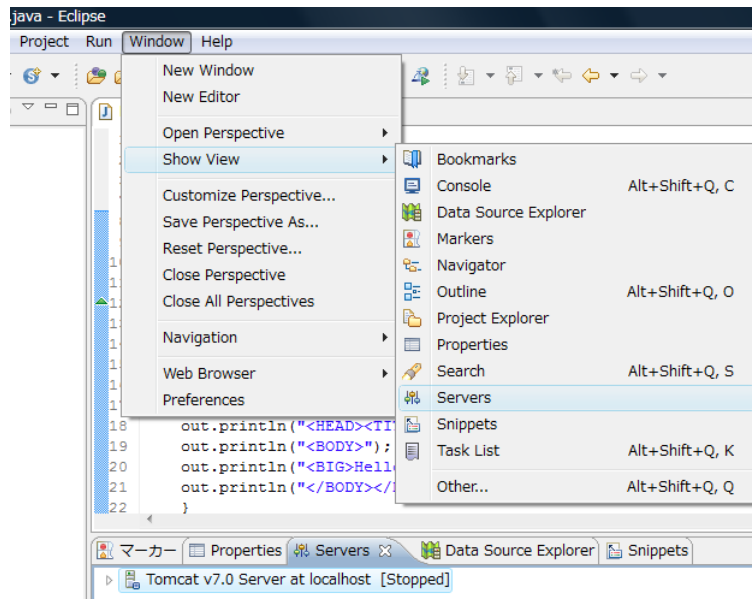 .java - Eclipse
Project Run Window Help
New Window
New Editor
Open Perspective
Show View
Customize Perspective...
Save Perspective As...
Reset Perspective...
Close Perspective
Close All Perspectives
Navigation
Web Browser
Preferences
Bookmarks
Console Alt+Shift+Q, C
Data Source Explorer
Markers
Navigator
Outline Alt+Shift+Q, O
Project Explorer
Properties
Search Alt+Shift+Q, S
Servers
Snippets
Task List Alt+Shift+Q, K
Other... Alt+Shift+Q, Q
18 out.println("<HEAD><TI
19 out.println("<BODY>");
20 out.println("<BIG>Hell
21 out.println("</BODY></
22 }
マーカー Properties Servers Data Source Explorer Snippets
Tomcat v7.0 Server at localhost [Stopped]